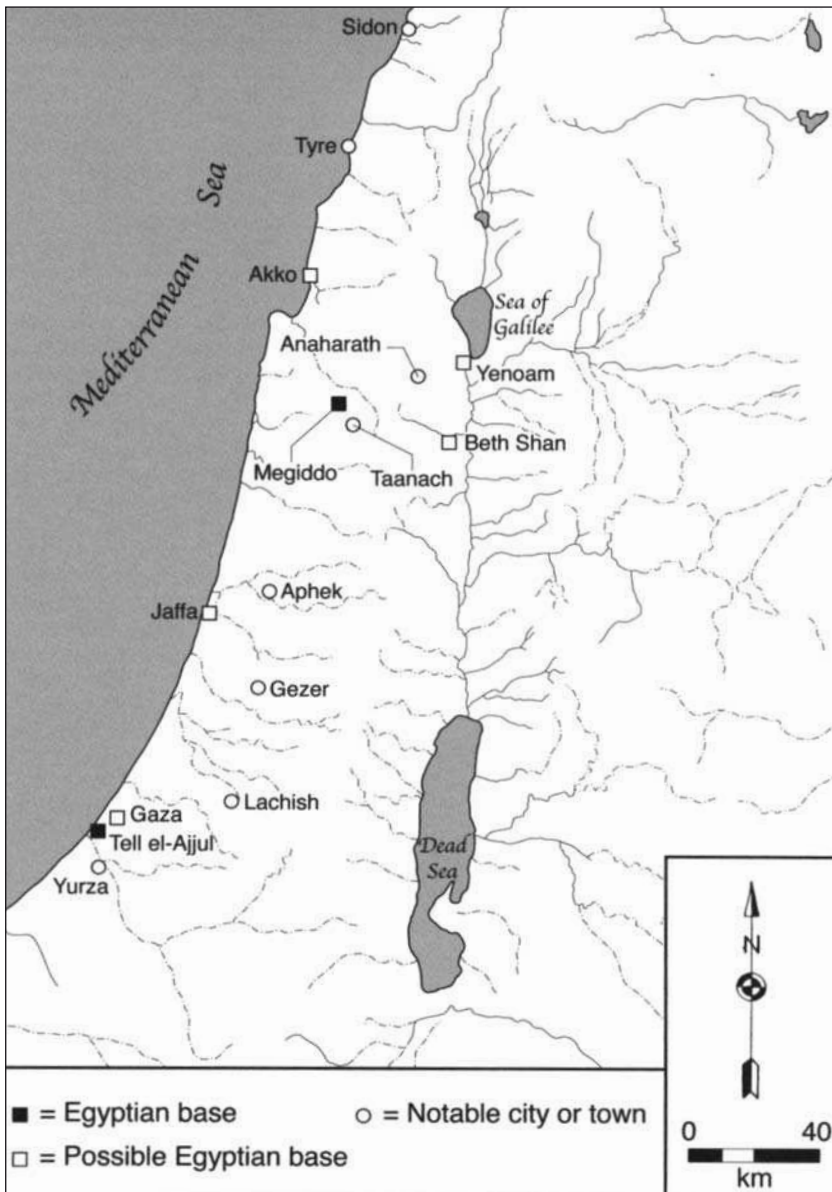 Sidon
Tyre
Mediterranean Sea
Akko
Sea of
Galilee
Anaharath
Yenoam
Beth Shan
Megiddo
Taanach
Aphek
Jaffa
Gezer
Lachish
Gaza
Tell el-Ajjul
Dead
Sea
Yurza
N
■ = Egyptian base
○ = Notable city or town
□ = Possible Egyptian base
0 40
km